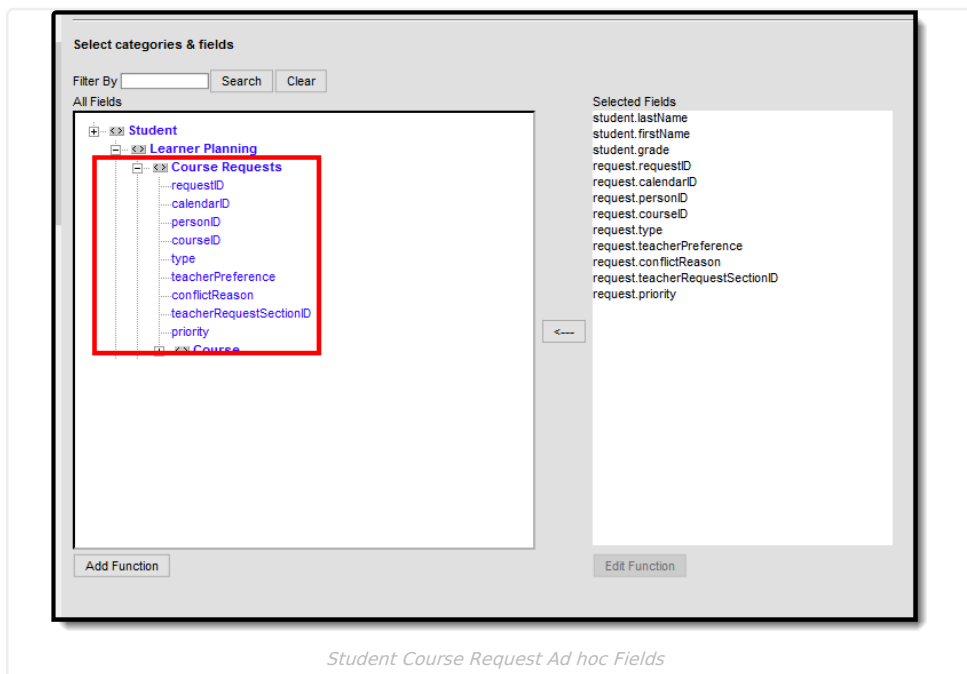 Select categories & fields
Filter By Search Clear
All Fields
Student
Learner Planning
Course Requests
requestID
calendarID
personID
courseID
type
teacherPreference
conflictReason
teacherRequestSectionID
priority
Course
Add Function
<---
Selected Fields
student.lastName
student.firstName
student.grade
request.requestID
request.calendarID
request.personID
request.courseID
request.type
request.teacherPreference
request.conflictReason
request.teacherRequestSectionID
request.priority
Edit Function
Student Course Request Ad hoc Fields